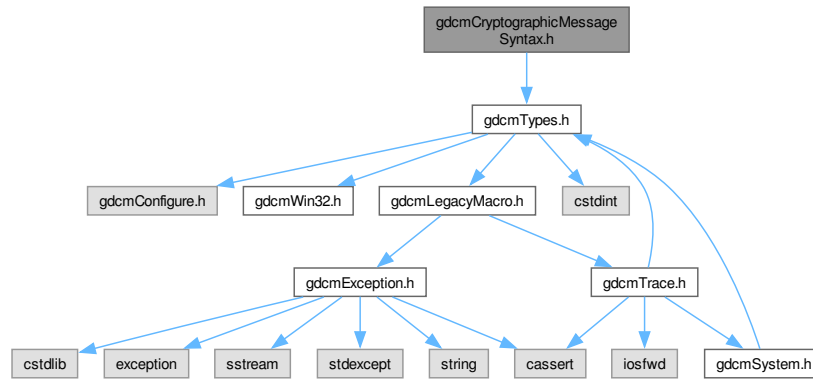 gdcmCryptographicMessage
Syntax.h
gdcmTypes.h
gdcmConfigure.h
gdcmWin32.h
gdcmLegacyMacro.h
cstdint
gdcmException.h
gdcmTrace.h
cstdlib
exception
sstream
stdexcept
string
cassert
iosfwd
gdcmSystem.h